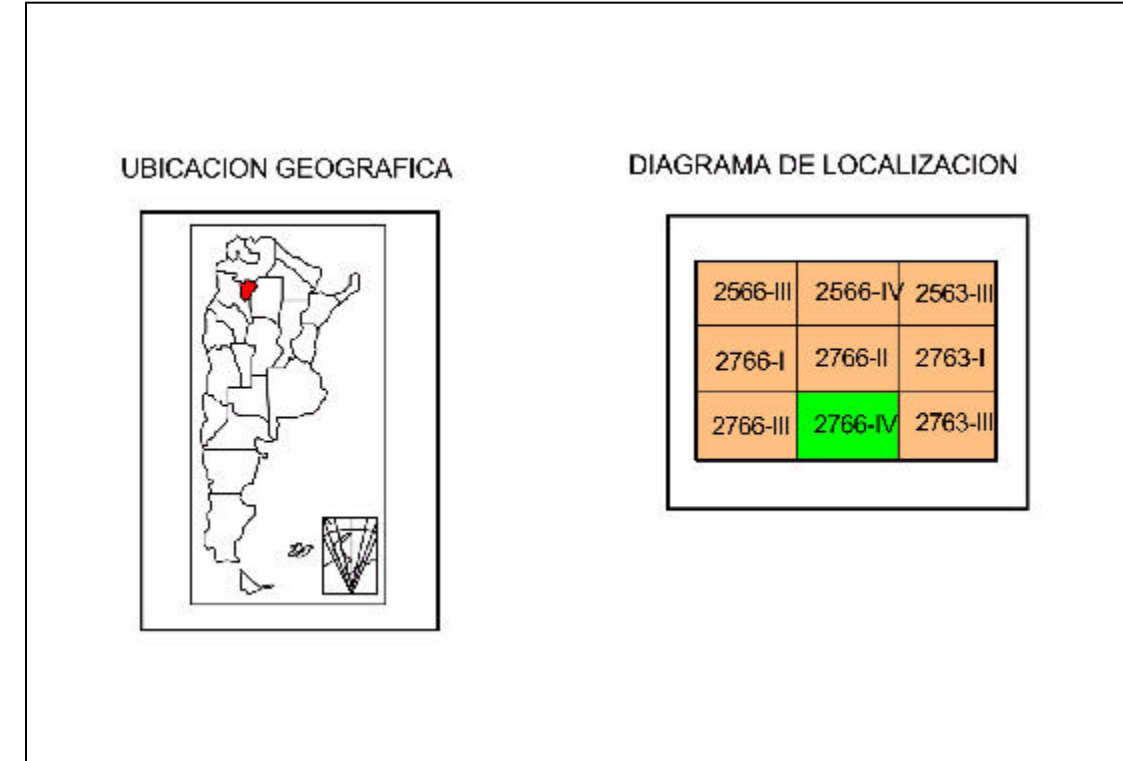 UBICACION GEOGRAFICA
DIAGRAMA DE LOCALIZACION
2566-III 2566-IV 2563-III
2766-I 2766-II 2763-I
2766-III 2766-IV 2763-III